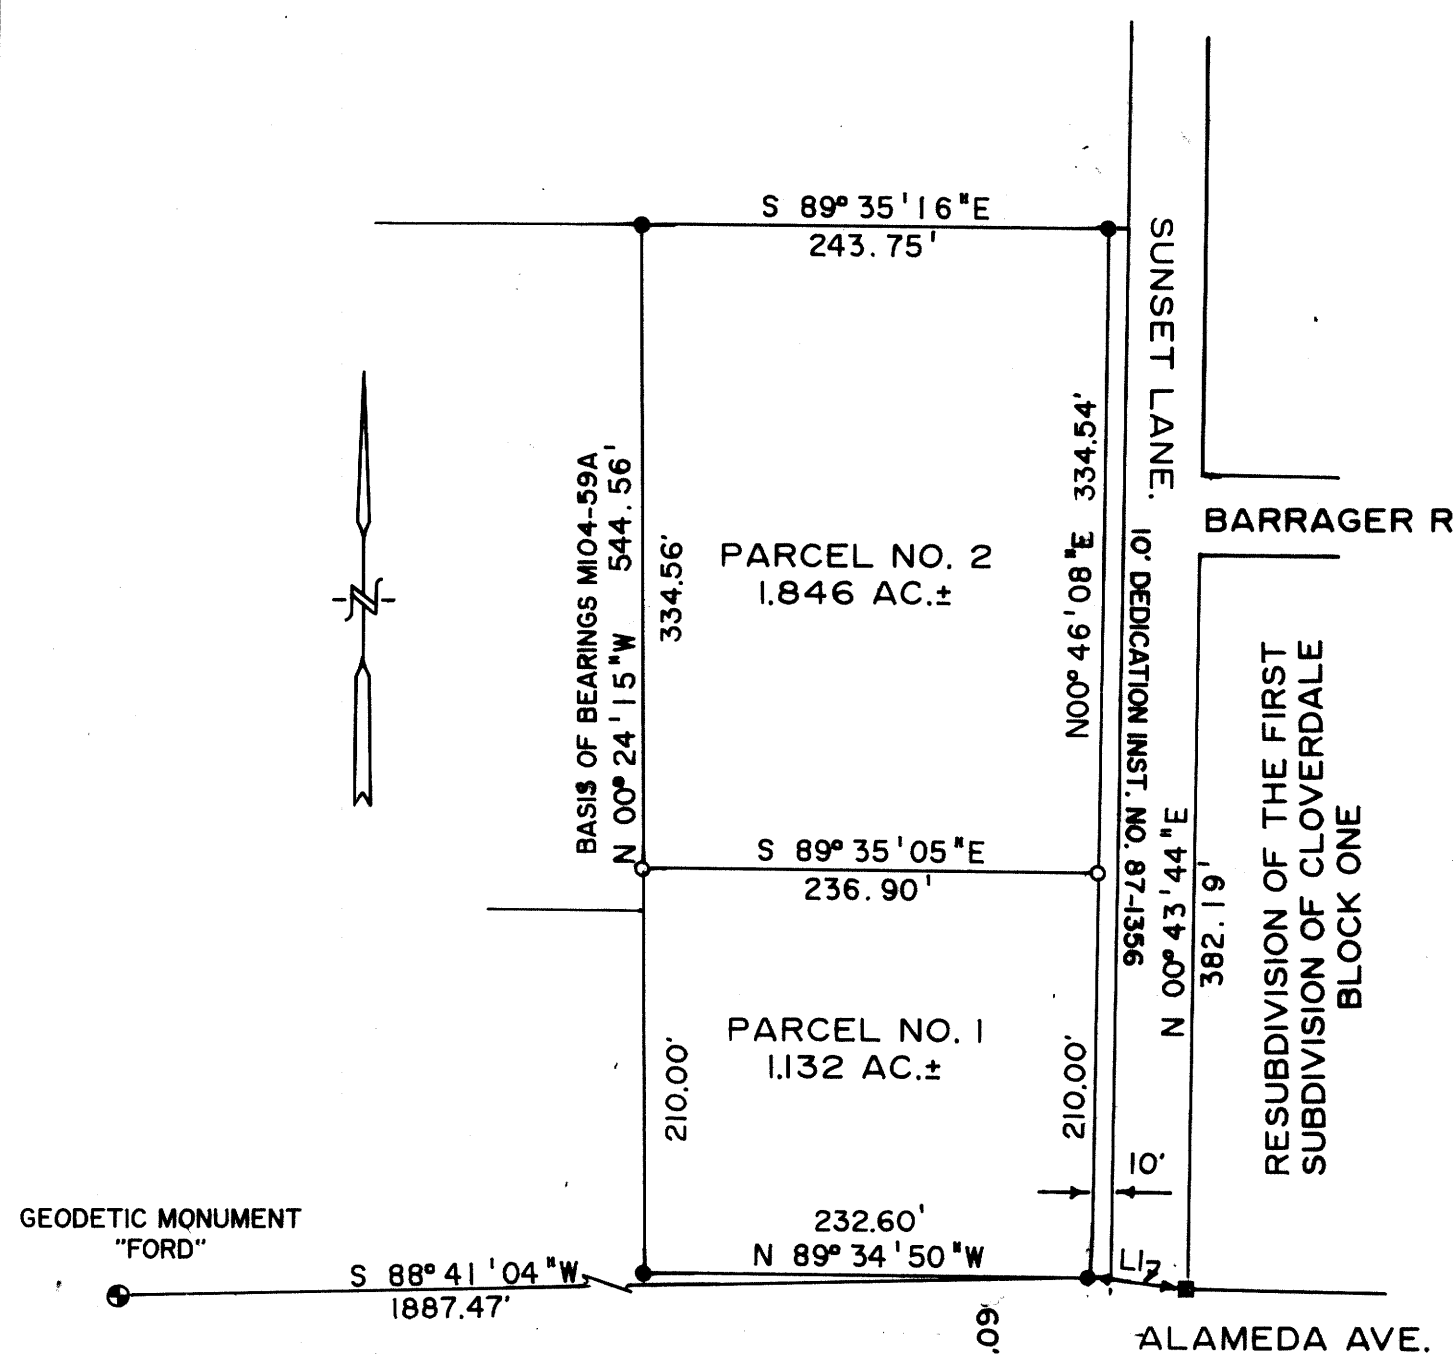 S 89° 35' 16" E
243.75'
SUNSET LANE.
BASIS OF BEARINGS M104-59A
N 00° 24' 15" W 544.56'
334.56'
PARCEL NO. 2
1.846 AC.±
N00° 46' 08" E 334.54'
10' DEDICATION INST. NO. 87-1356
BARRAGER R
N
S 89° 35' 05" E
236.90'
N 00° 43' 44" E
382.19'
RESUBDIVISION OF THE FIRST
SUBDIVISION OF CLOVERDALE
BLOCK ONE
PARCEL NO. 1
1.132 AC.±
210.00'
210.00'
10'
GEODETIC MONUMENT
"FORD"
232.60'
N 89° 34' 50" W
S 88° 41' 04" W
1887.47'
60'
ALAMEDA AVE.